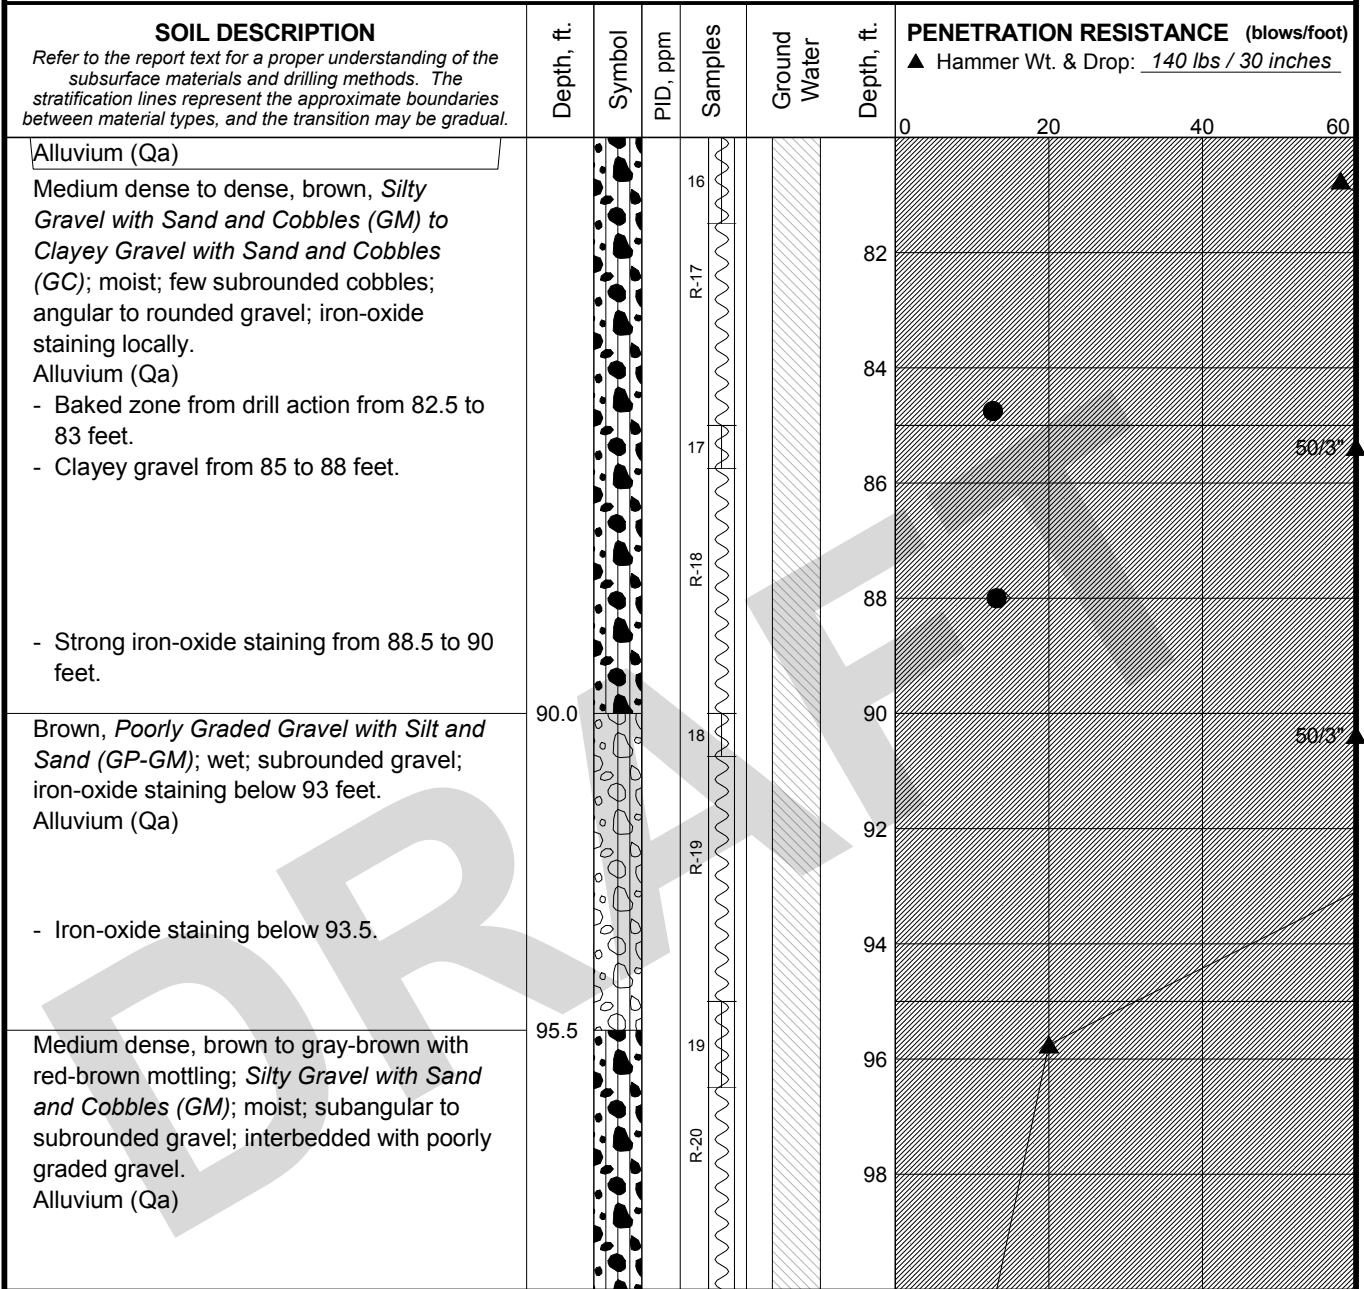 SOIL DESCRIPTION
Refer to the report text for a proper understanding of the
subsurface materials and drilling methods. The
stratification lines represent the approximate boundaries
between material types, and the transition may be gradual.
Depth, ft.
Symbol
PID, ppm
Samples
Ground
Water
Depth, ft.
PENETRATION RESISTANCE (blows/foot)
▲ Hammer Wt. & Drop: 140 lbs / 30 inches
0 20 40 60
Alluvium (Qa)
Medium dense to dense, brown, Silty
Gravel with Sand and Cobbles (GM) to
Clayey Gravel with Sand and Cobbles
(GC); moist; few subrounded cobbles;
angular to rounded gravel; iron-oxide
staining locally.
Alluvium (Qa)
- Baked zone from drill action from 82.5 to
83 feet.
- Clayey gravel from 85 to 88 feet.
- Strong iron-oxide staining from 88.5 to 90
feet.
90.0
Brown, Poorly Graded Gravel with Silt and
Sand (GP-GM); wet; subrounded gravel;
iron-oxide staining below 93 feet.
Alluvium (Qa)
- Iron-oxide staining below 93.5.
95.5
Medium dense, brown to gray-brown with
red-brown mottling; Silty Gravel with Sand
and Cobbles (GM); moist; subangular to
subrounded gravel; interbedded with poorly
graded gravel.
Alluvium (Qa)
16
R-17
17
R-18
18
R-19
19
R-20
82
84
86
88
90
92
94
96
98
50/3"
50/3"
DRAFT